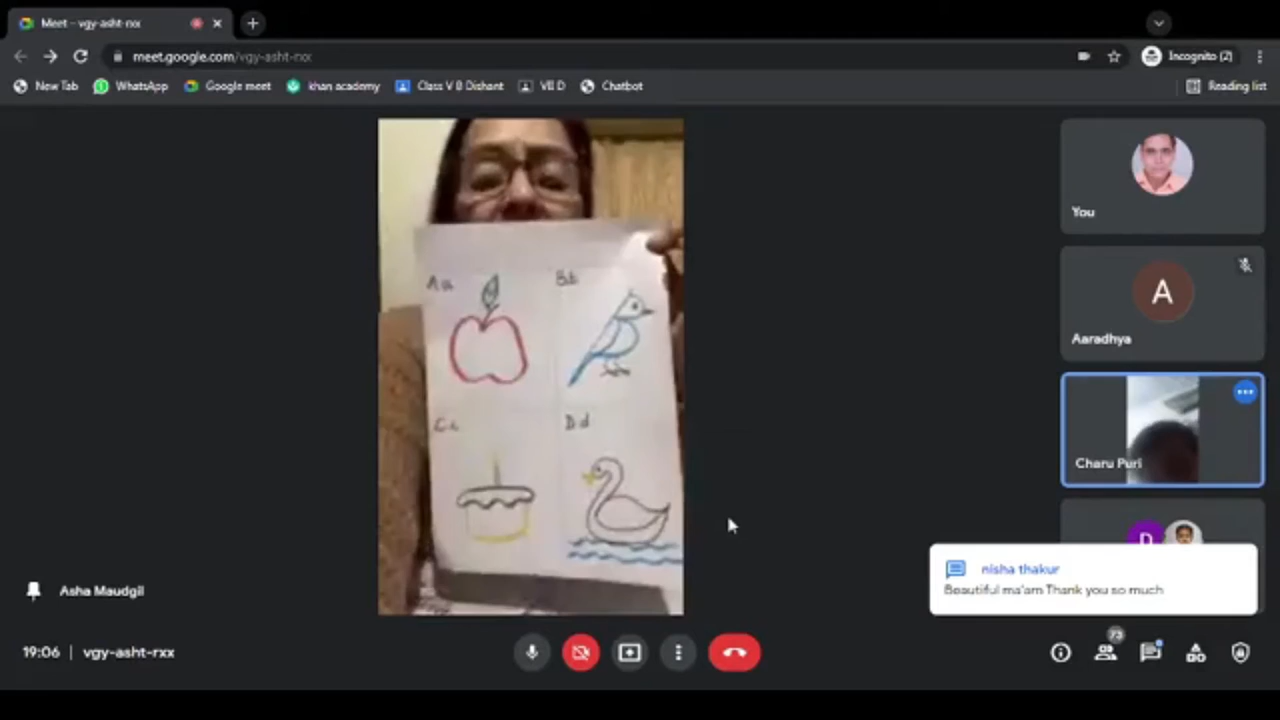 Meet - vgy-asht-rxx
meet.google.com/vgy-asht-rxx
Incognito (2)
New Tab
WhatsApp
Google meet
khan academy
Class V B Dishant
VII D
Chatbot
Reading list
You
A
Aaradhya
Charu Puri
D
Aa
Bb
Cc
Dd
nisha thakur
Beautiful ma'am Thank you so much
Asha Maudgil
19:06 | vgy-asht-rxx
73